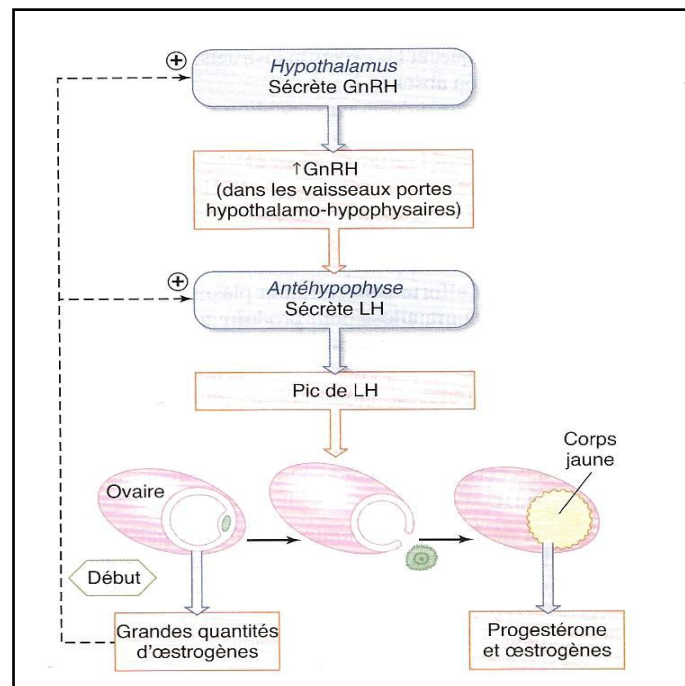 Hypothalamus
Sécrète GnRH
↑GnRH
(dans les vaisseaux portes
hypothalamo-hypophysaires)
Antéhypophyse
Sécrète LH
Pic de LH
Corps
jaune
Ovaire
Début
Grandes quantités
d'œstrogènes
Progestérone
et œstrogènes